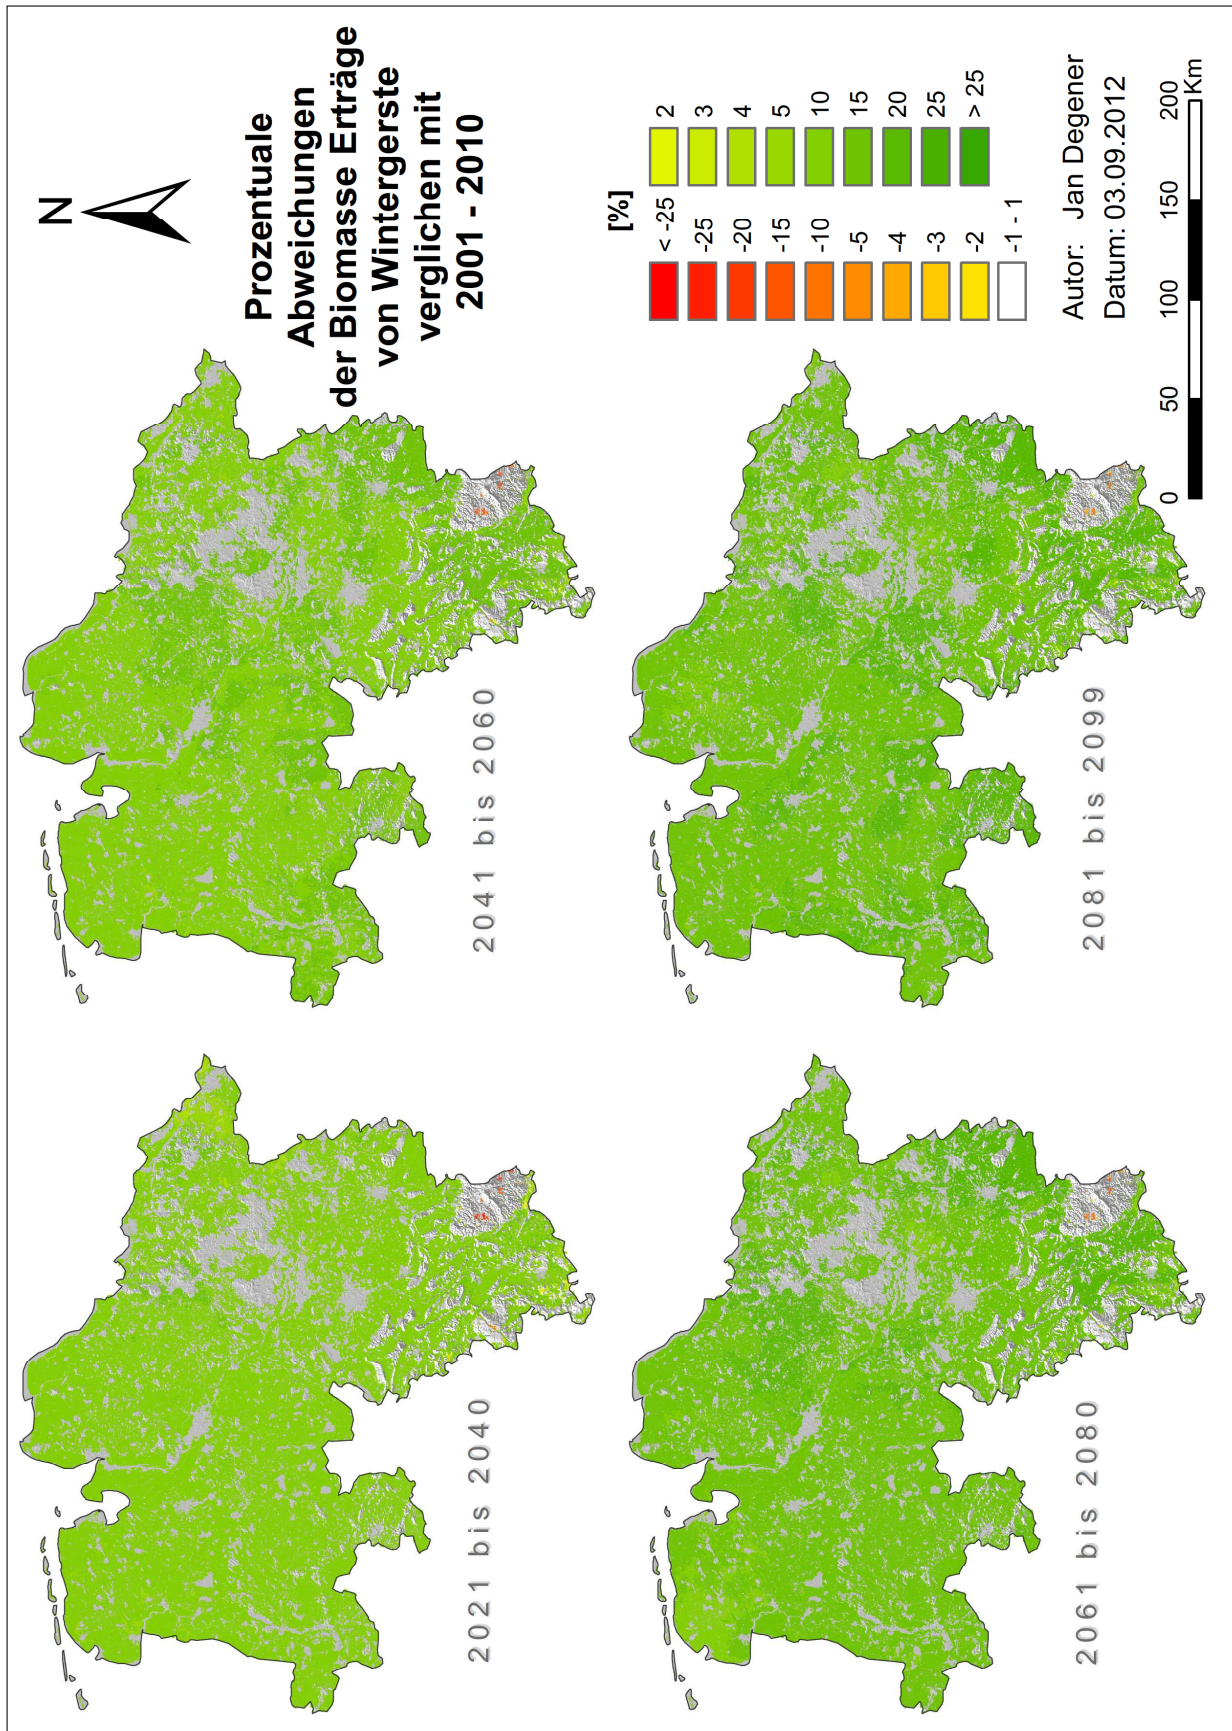 N
Prozentuale
Abweichungen
der Biomasse Erträge
von Wintergerste
verglichen mit
2001 - 2010
2021 bis 2040
2041 bis 2060
2061 bis 2080
2081 bis 2099
[%]
< -25
-25
-20
-15
-10
-5
-4
-3
-2
-1 - 1
2
3
4
5
10
15
20
25
> 25
Autor: Jan Degener
Datum: 03.09.2012
0 50 100 150 200
Km